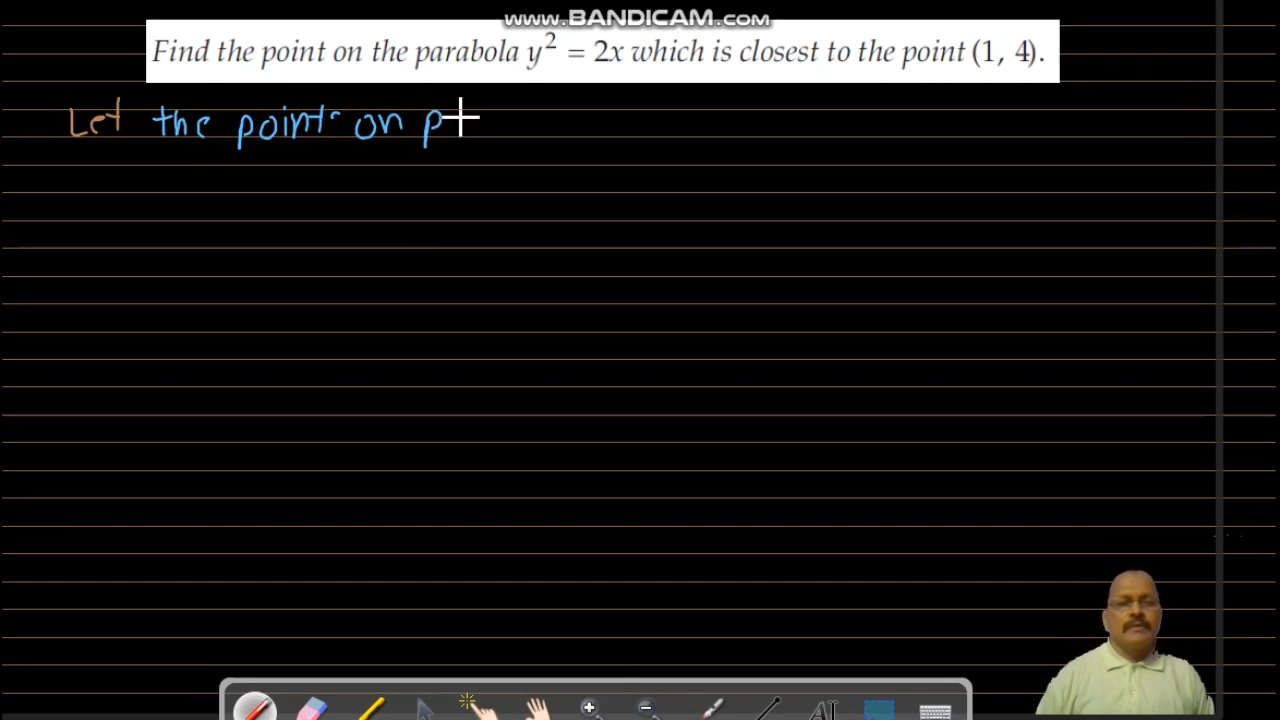 www.BANDICAM.com
Find the point on the parabola y² = 2x which is closest to the point (1, 4).
Let the point on p